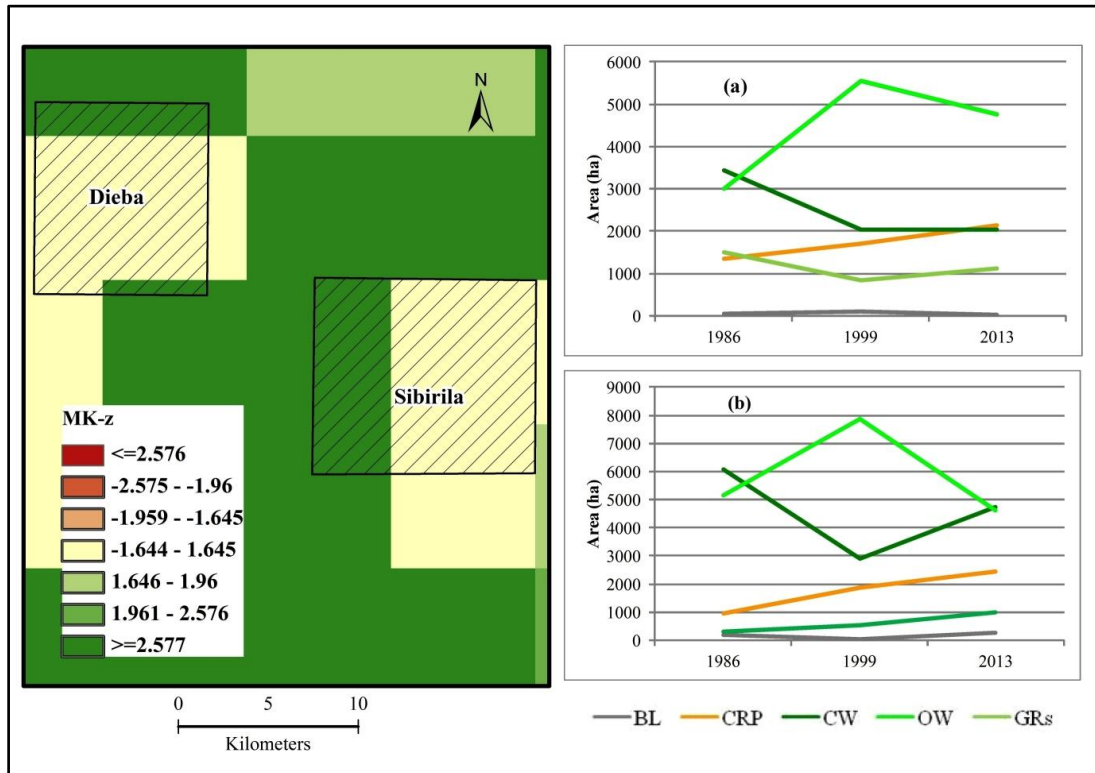 N
Dieba
Sibirila
MK-z
<=2.576
-2.575 - -1.96
-1.959 - -1.645
-1.644 - 1.645
1.646 - 1.96
1.961 - 2.576
>=2.577
0 5 10
Kilometers
(a)
Area (ha)
6000
5000
4000
3000
2000
1000
0
1986 1999 2013
(b)
Area (ha)
9000
8000
7000
6000
5000
4000
3000
2000
1000
0
1986 1999 2013
BL CRP CW OW GRs